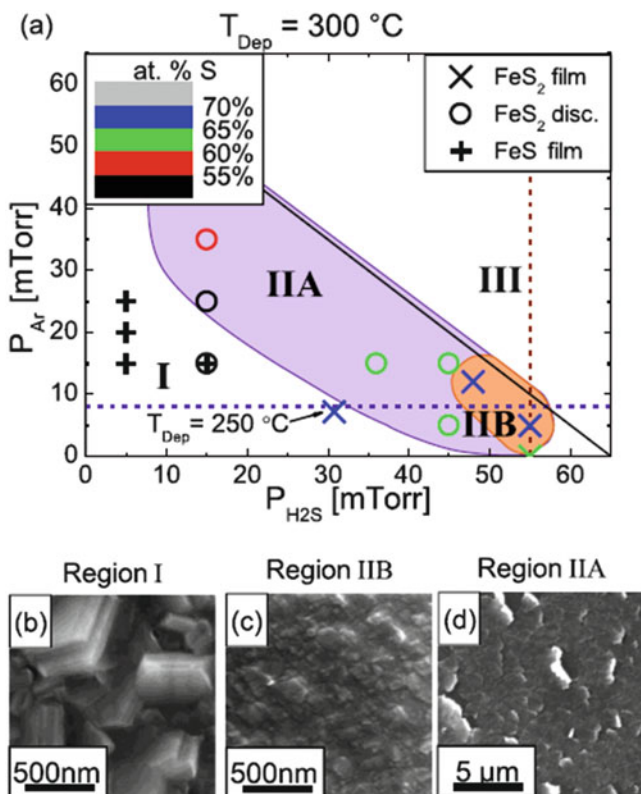 (a)
T_Dep = 300 °C
at. % S
70%
65%
60%
55%
FeS₂ film
FeS₂ disc.
FeS film
P_Ar [mTorr]
60
50
40
30
20
10
0
IIA
III
I
IIB
T_Dep = 250 °C
0 10 20 30 40 50 60
P_H2S [mTorr]
Region I
Region IIB
Region IIA
(b)
(c)
(d)
500nm
500nm
5 µm